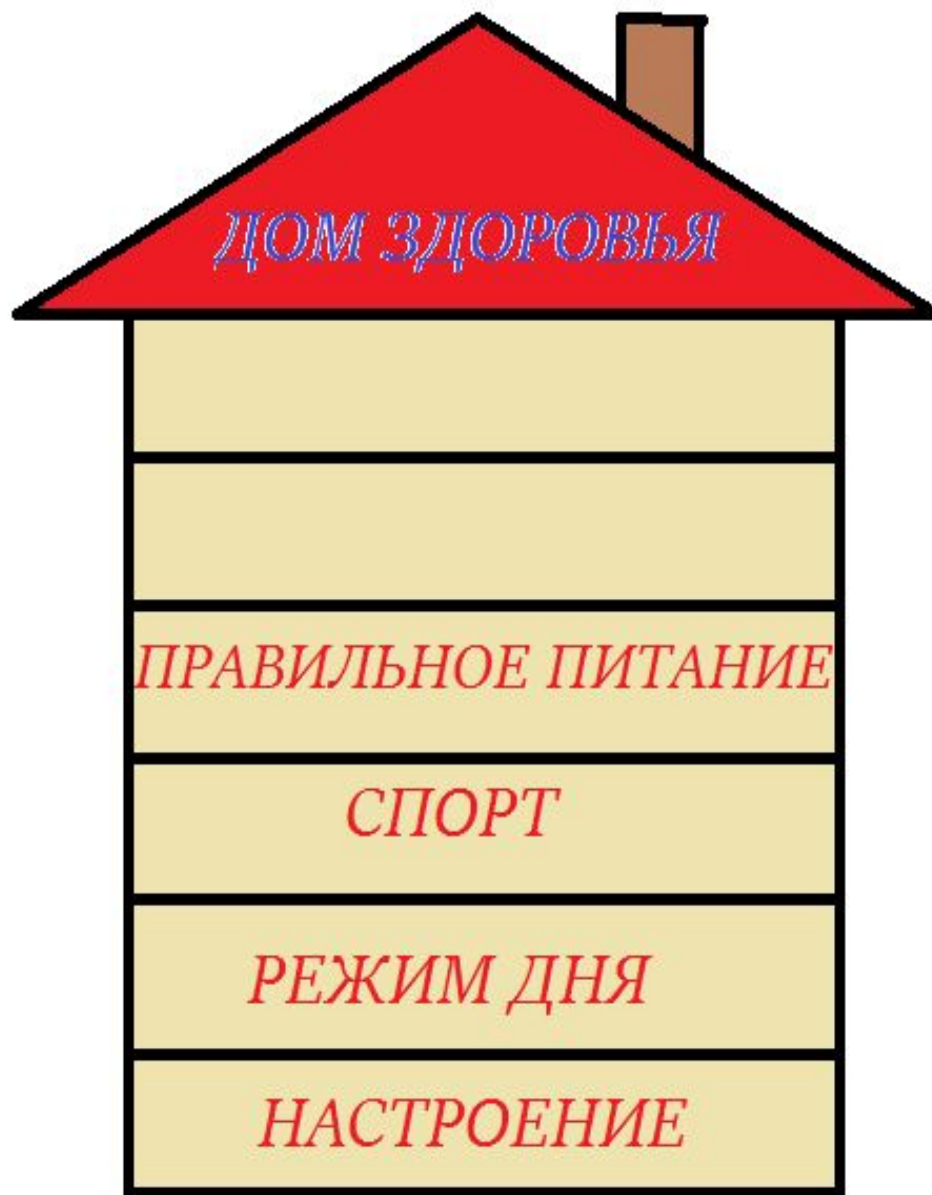 ДОМ ЗДОРОВЬЯ
ПРАВИЛЬНОЕ ПИТАНИЕ
СПОРТ
РЕЖИМ ДНЯ
НАСТРОЕНИЕ